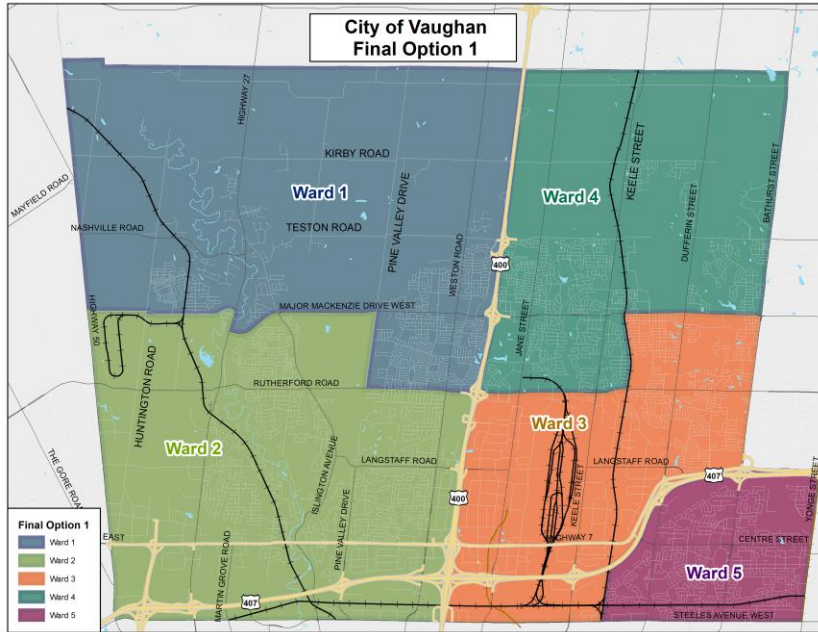 City of Vaughan
Final Option 1
HIGHWAY 27
KIRBY ROAD
KEELE STREET
MAYFIELD ROAD
Ward 1
Ward 4
BATHURST STREET
NASHVILLE ROAD
TESTON ROAD
PINE VALLEY DRIVE
WESTON ROAD
DUFFERIN STREET
400
HIGHWAY 50
MAJOR MACKENZIE DRIVE WEST
JANE STREET
HUNTINGTON ROAD
RUTHERFORD ROAD
Ward 2
Ward 3
THE GORE ROAD
ISLINGTON AVENUE
LANGSTAFF ROAD
LANGSTAFF ROAD
407
400
KEELE STREET
YONGE STREET
Final Option 1
Ward 1
Ward 2
Ward 3
Ward 4
Ward 5
EAST
MARTIN GROVE ROAD
PINE VALLEY DRIVE
HIGHWAY 7
CENTRE STREET
Ward 5
407
STEELES AVENUE WEST